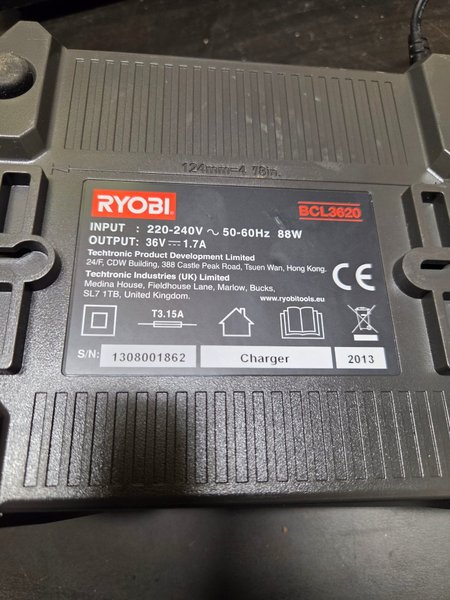 124mm=4.78in.
RYOBI
BCL3620
INPUT : 220-240V ~ 50-60Hz 88W
OUTPUT: 36V ⎓ 1.7A
Techtronic Product Development Limited
24/F, CDW Building, 388 Castle Peak Road, Tsuen Wan, Hong Kong.
Techtronic Industries (UK) Limited
Medina House, Fieldhouse Lane, Marlow, Bucks,
SL7 1TB, United Kingdom.
www.ryobitools.eu
CE
T3.15A
S/N: 1308001862 Charger 2013